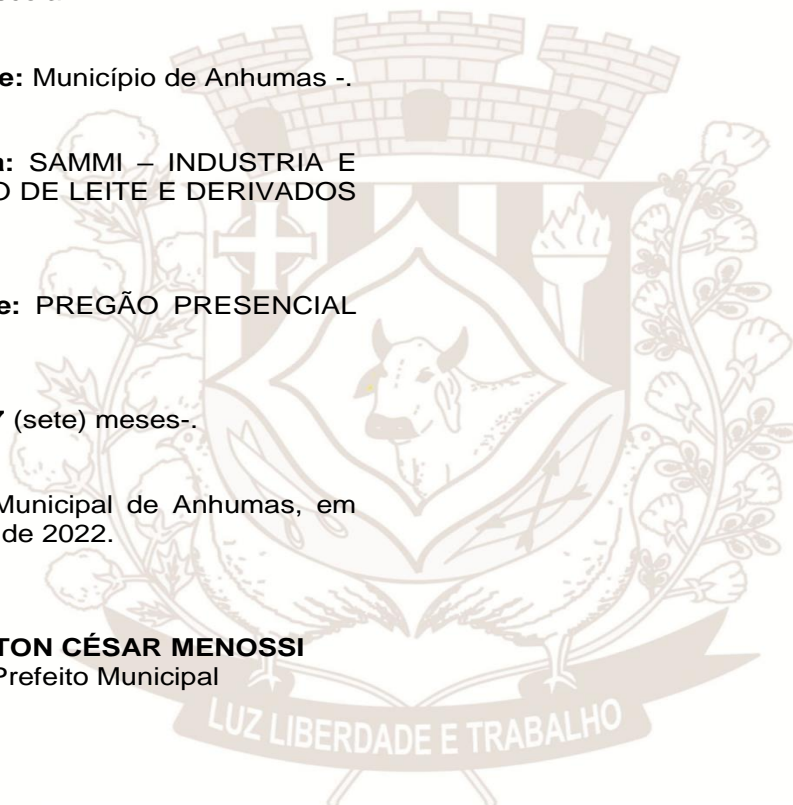 e: Município de Anhumas -.
a: SAMMI – INDUSTRIA E
O DE LEITE E DERIVADOS
e: PREGÃO PRESENCIAL
7 (sete) meses-.
Municipal de Anhumas, em
de 2022.
TON CÉSAR MENOSSI
Prefeito Municipal
LUZ LIBERDADE E TRABALHO